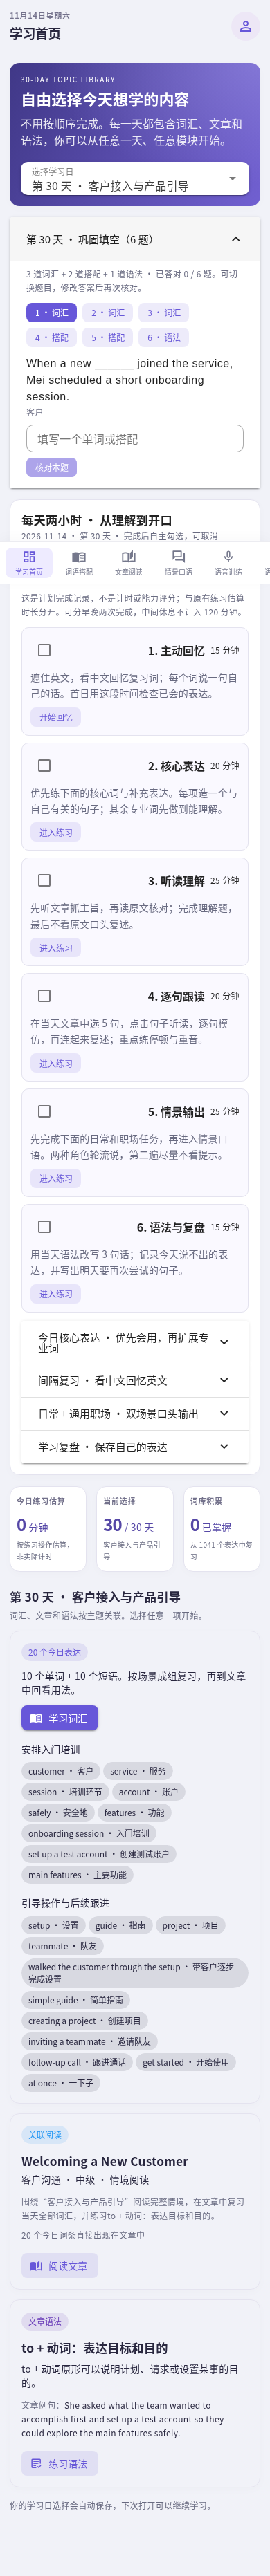 11月14日星期六
学习首页
30-DAY TOPIC LIBRARY
自由选择今天想学的内容
不用按顺序完成。每一天都包含词汇、文章和
语法，你可以从任意一天、任意模块开始。
选择学习日
第 30 天 · 客户接入与产品引导
第 30 天 · 巩固填空（6 题）
3 道词汇 + 2 道搭配 + 1 道语法 · 已答对 0 / 6 题。可切
换题目，修改答案后再次核对。
1 · 词汇
2 · 词汇
3 · 词汇
4 · 搭配
5 · 搭配
6 · 语法
When a new ______ joined the service,
Mei scheduled a short onboarding
session.
客户
填写一个单词或搭配
核对本题
每天两小时 · 从理解到开口
2026-11-14 · 第 30 天 · 完成后自主勾选，可取消
学习首页
词语搭配
文章阅读
情景口语
语音训练
这是计划完成记录，不是计时或能力评分；与原有练习估算
时长分开。可分早晚两次完成，中间休息不计入 120 分钟。
1. 主动回忆 15 分钟
遮住英文，看中文回忆复习词；每个词说一句自
己的话。首日用这段时间检查已会的表达。
开始回忆
2. 核心表达 20 分钟
优先练下面的核心词与补充表达。每项造一个与
自己有关的句子；其余专业词先做到能理解。
进入练习
3. 听读理解 25 分钟
先听文章抓主旨，再读原文核对；完成理解题，
最后不看原文口头复述。
进入练习
4. 逐句跟读 20 分钟
在当天文章中选 5 句，点击句子听读，逐句模
仿，再连起来复述；重点练停顿与重音。
进入练习
5. 情景输出 25 分钟
先完成下面的日常和职场任务，再进入情景口
语。两种角色轮流说，第二遍尽量不看提示。
进入练习
6. 语法与复盘 15 分钟
用当天语法改写 3 句话；记录今天说不出的表
达，并写出明天要再次尝试的句子。
进入练习
今日核心表达 · 优先会用，再扩展专
业词
间隔复习 · 看中文回忆英文
日常 + 通用职场 · 双场景口头输出
学习复盘 · 保存自己的表达
今日练习估算
0 分钟
按练习操作估算，
非实际计时
当前选择
30 / 30 天
客户接入与产品引
导
词库积累
0 已掌握
从 1041 个表达中复
习
第 30 天 · 客户接入与产品引导
词汇、文章和语法按主题关联。选择任意一项开始。
20 个今日表达
10 个单词 + 10 个短语。按场景成组复习，再到文章
中回看用法。
学习词汇
安排入门培训
customer · 客户
service · 服务
session · 培训环节
account · 账户
safely · 安全地
features · 功能
onboarding session · 入门培训
set up a test account · 创建测试账户
main features · 主要功能
引导操作与后续跟进
setup · 设置
guide · 指南
project · 项目
teammate · 队友
walked the customer through the setup · 带客户逐步
完成设置
simple guide · 简单指南
creating a project · 创建项目
inviting a teammate · 邀请队友
follow-up call · 跟进通话
get started · 开始使用
at once · 一下子
关联阅读
Welcoming a New Customer
客户沟通 · 中级 · 情境阅读
围绕“客户接入与产品引导”阅读完整情境，在文章中复习
当天全部词汇，并练习to + 动词：表达目标和目的。
20 个今日词条直接出现在文章中
阅读文章
文章语法
to + 动词：表达目标和目的
to + 动词原形可以说明计划、请求或设置某事的目
的。
文章例句：She asked what the team wanted to
accomplish first and set up a test account so they
could explore the main features safely.
练习语法
你的学习日选择会自动保存，下次打开可以继续学习。